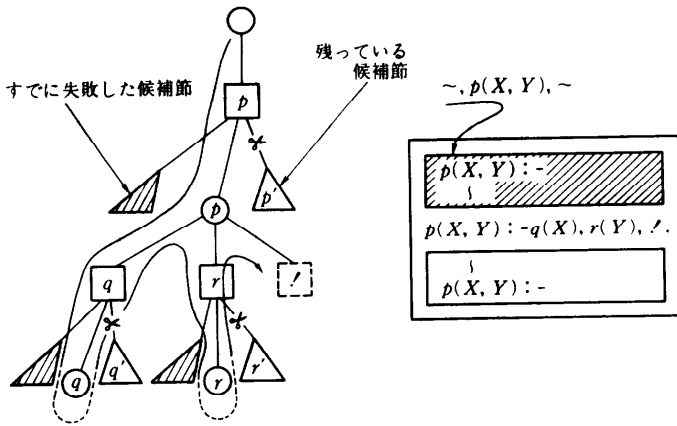 残っている
候補節
すでに失敗した候補節
p
p'
p
q
r
!
q
q'
r
r'
~, p(X, Y), ~
p(X, Y) :-
~
p(X, Y) :- q(X), r(Y), !.
~
p(X, Y) :-